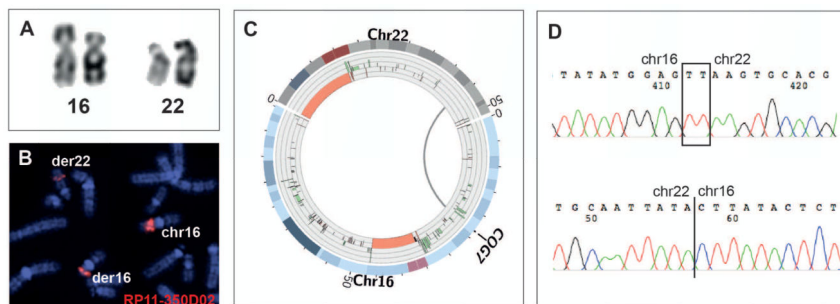 A
16 22
B
der22
chr16
der16
RP11-350D02
C
Chr22
0
50
0
COG7
50
Chr16
D
chr16 chr22
T A T A T G G A G T T A A G T G C A C G
410 420
chr22 chr16
T G C A A T T A T A C T T A T A C T C T
50 60